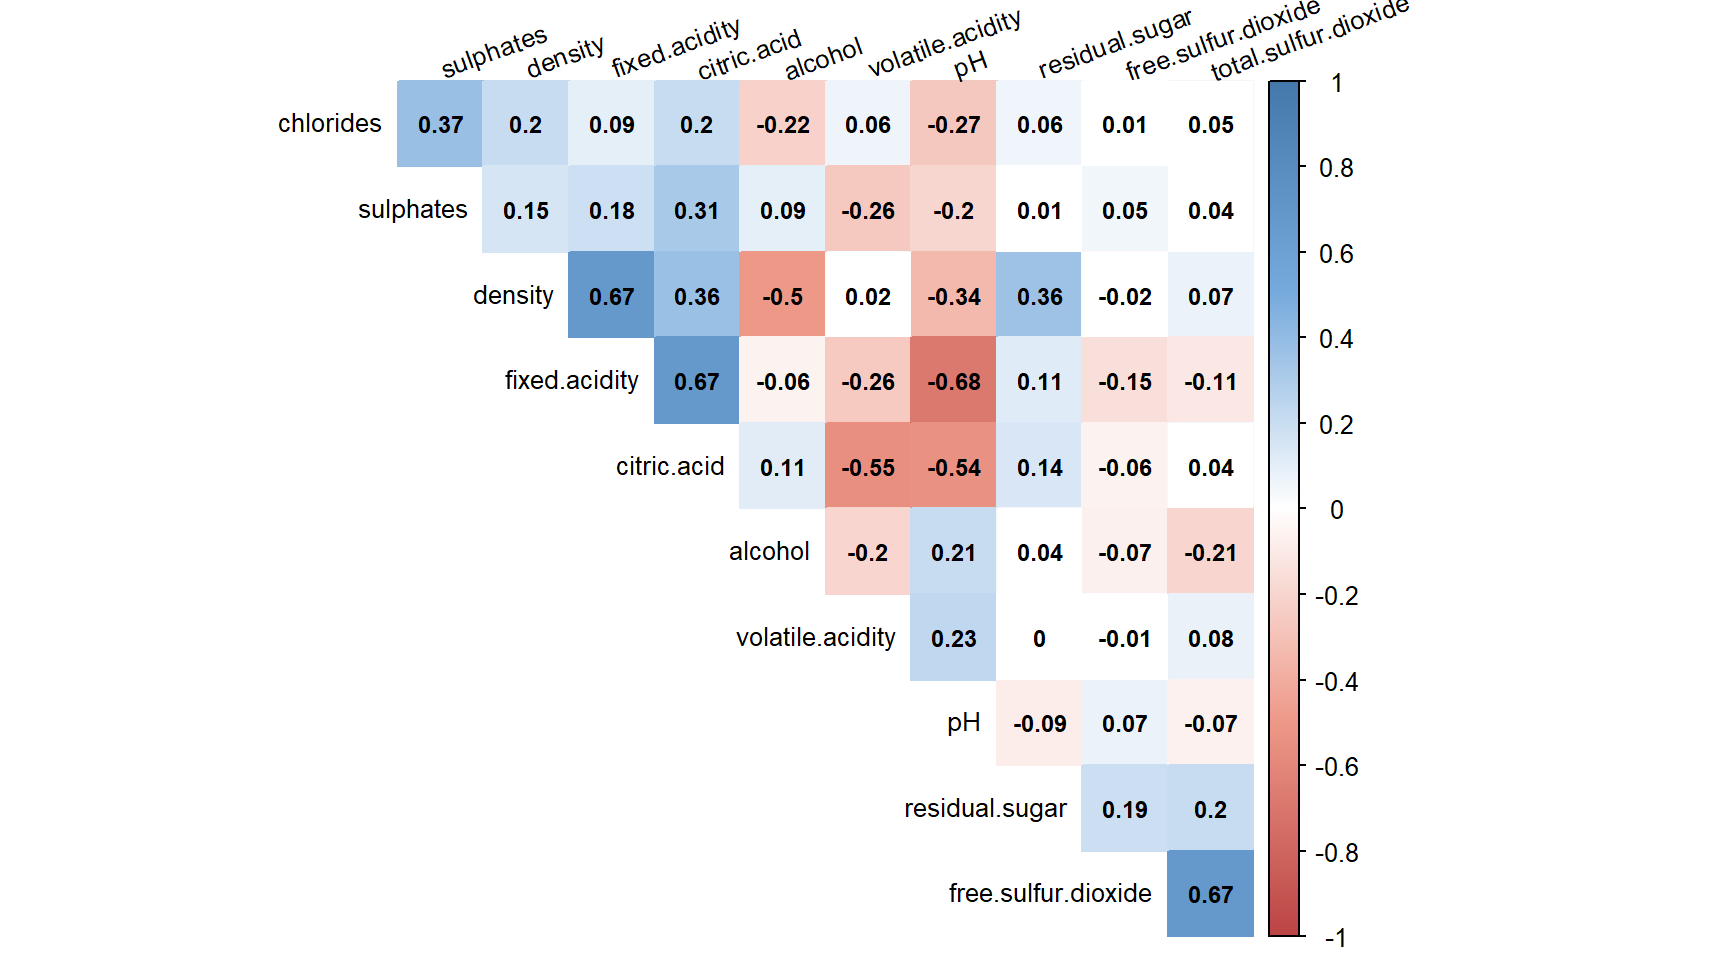 sulphates density fixed.acidity citric.acid alcohol volatile.acidity pH residual.sugar free.sulfur.dioxide total.sulfur.dioxide
chlorides 0.37 0.2 0.09 0.2 -0.22 0.06 -0.27 0.06 0.01 0.05
sulphates 0.15 0.18 0.31 0.09 -0.26 -0.2 0.01 0.05 0.04
density 0.67 0.36 -0.5 0.02 -0.34 0.36 -0.02 0.07
fixed.acidity 0.67 -0.06 -0.26 -0.68 0.11 -0.15 -0.11
citric.acid 0.11 -0.55 -0.54 0.14 -0.06 0.04
alcohol -0.2 0.21 0.04 -0.07 -0.21
volatile.acidity 0.23 0 -0.01 0.08
pH -0.09 0.07 -0.07
residual.sugar 0.19 0.2
free.sulfur.dioxide 0.67
1
0.8
0.6
0.4
0.2
0
-0.2
-0.4
-0.6
-0.8
-1